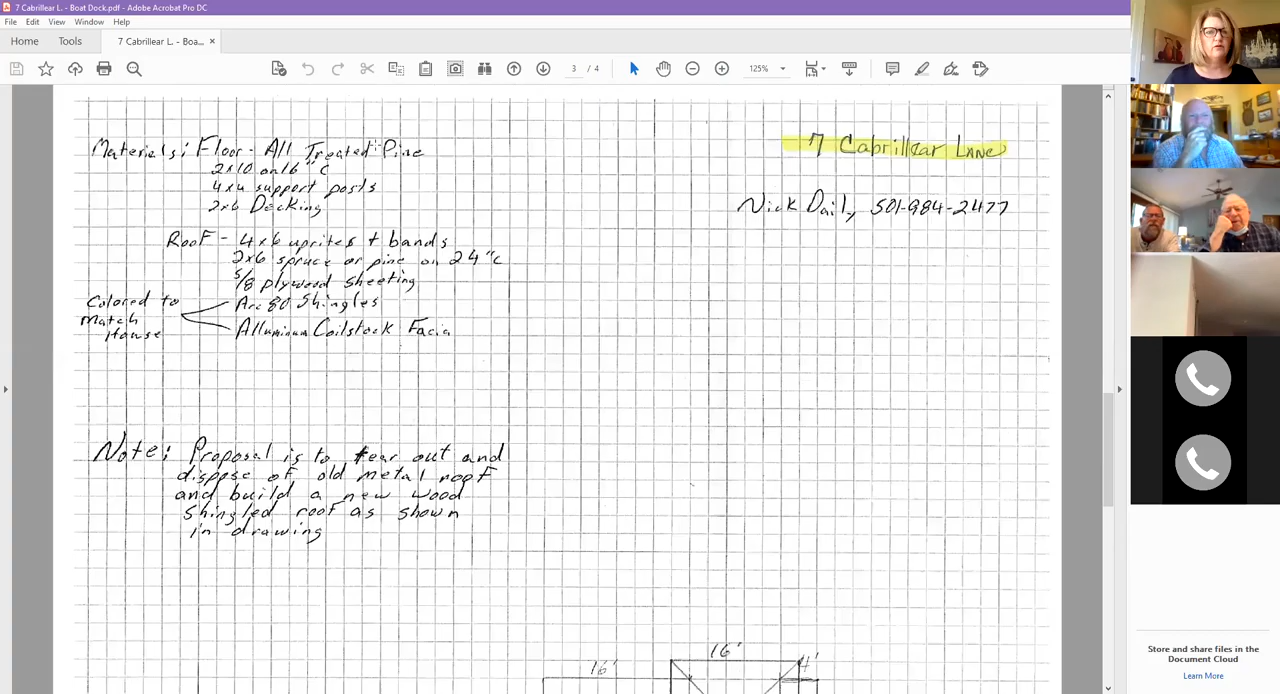 7 Cabrillear L. - Boat Dock.pdf - Adobe Acrobat Pro DC
File Edit View Window Help
Home Tools 7 Cabrillear L. - Boa... ×
3 / 4 125%
Materials; Floor - All Treated Pine
2x10 on 16 "c
4x4 support posts
2x6 Decking
Roof - 4x6 uprites + bands
2x6 spruce or pine on 24 "c
5/8 plywood sheeting
Colored to Match House
Arc 80 Shingles
Alluminum Coilstock Facia
7 Cabrillear Lane
Nick Daily 501-984-2477
Note; Proposal is to tear out and
dispose of old metal roof
and build a new wood
shingled roof as shown
in drawing
16'
16'
4'
Store and share files in the
Document Cloud
Learn More